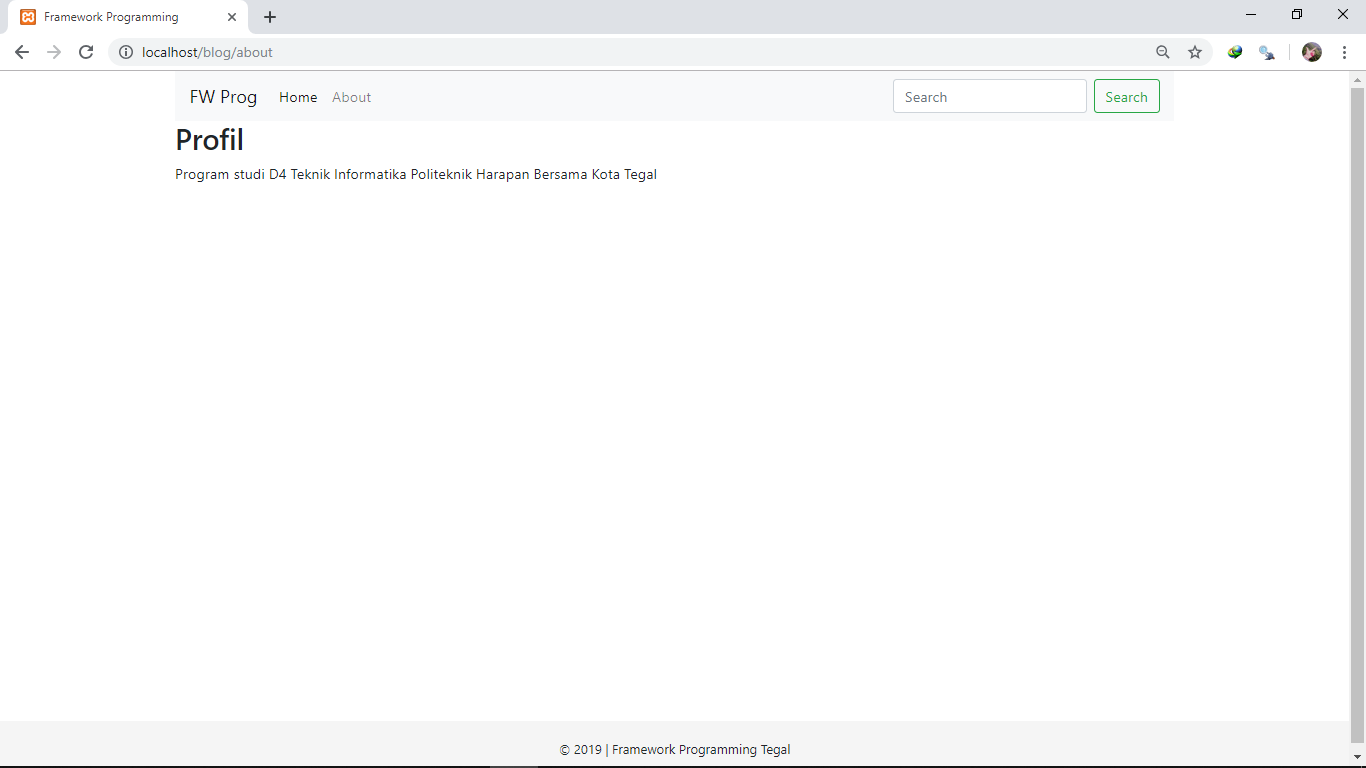 Framework Programming
localhost/blog/about
FW Prog Home About Search Search
Profil
Program studi D4 Teknik Informatika Politeknik Harapan Bersama Kota Tegal
© 2019 | Framework Programming Tegal